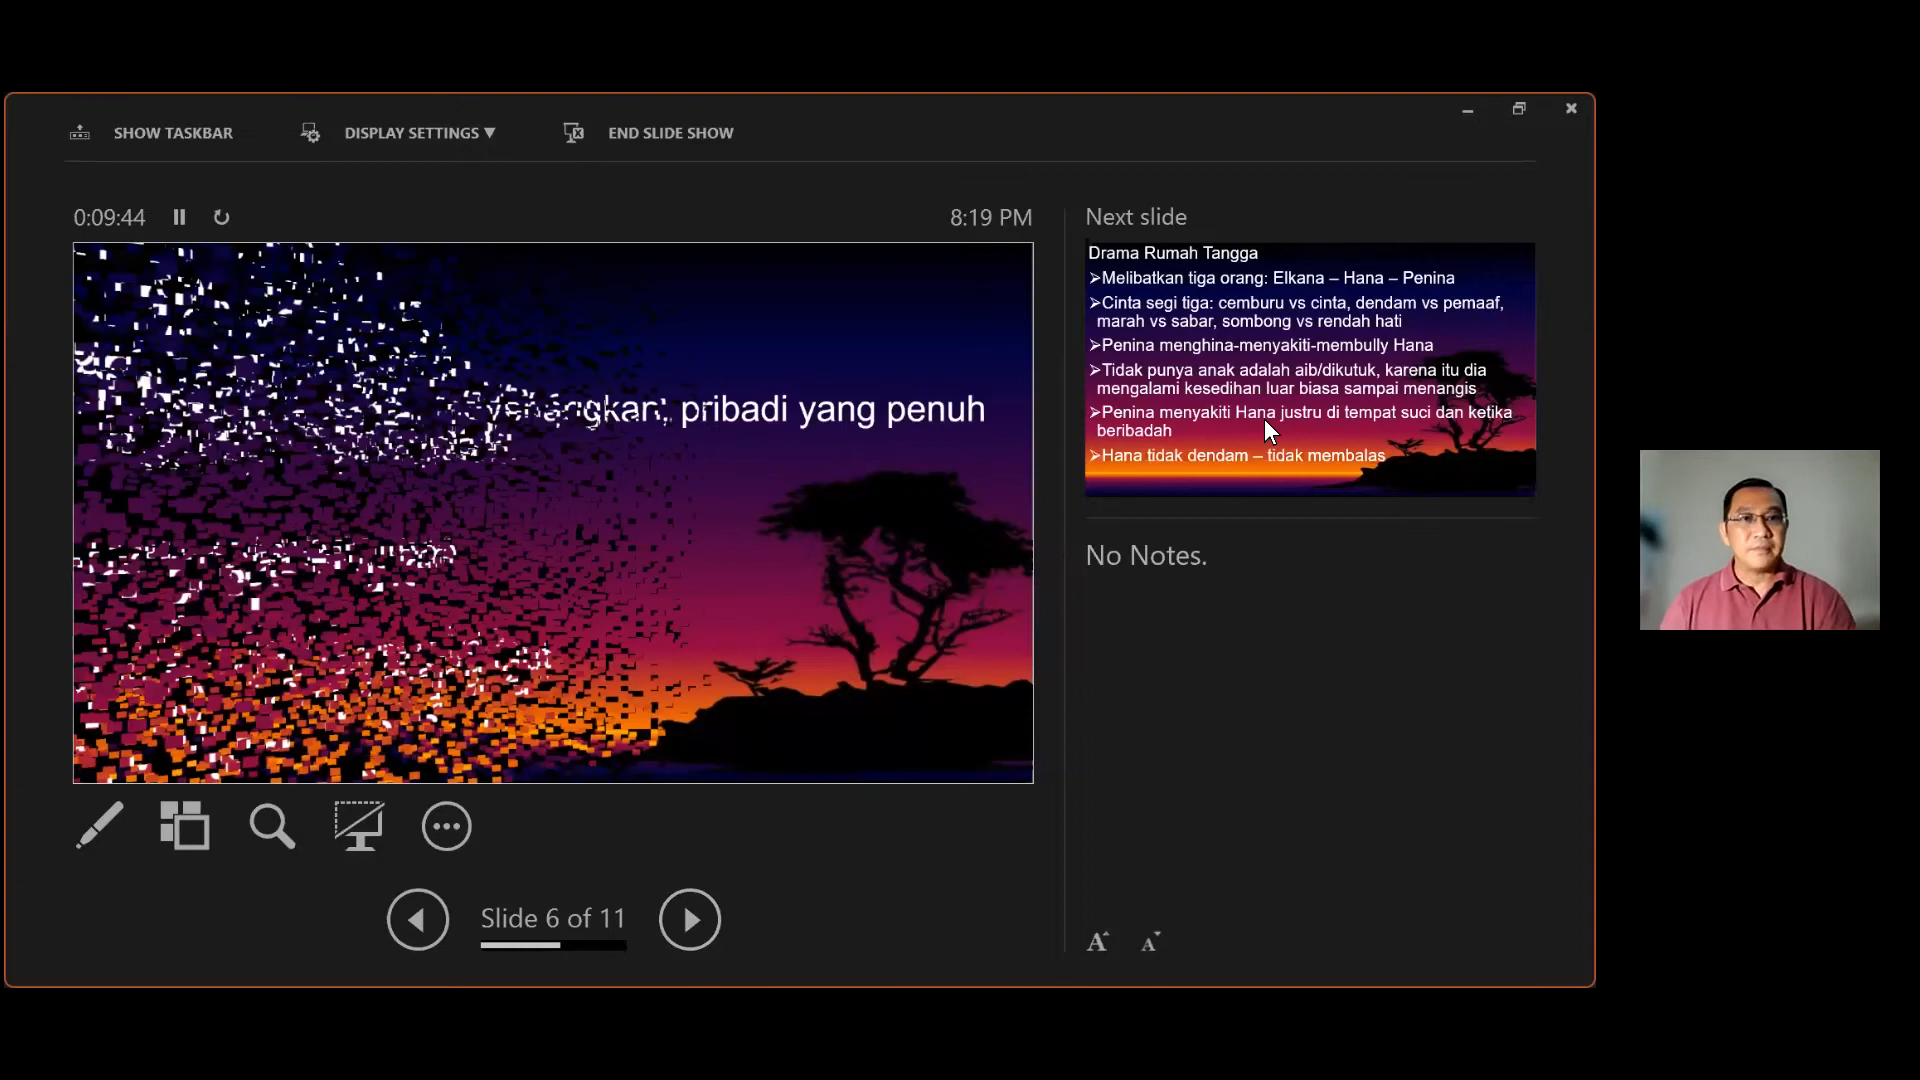 SHOW TASKBAR
DISPLAY SETTINGS ▼
END SLIDE SHOW
0:09:44
8:19 PM
pribadi yang penuh
Slide 6 of 11
Next slide
Drama Rumah Tangga
➢Melibatkan tiga orang: Elkana – Hana – Penina
➢Cinta segi tiga: cemburu vs cinta, dendam vs pemaaf,
marah vs sabar, sombong vs rendah hati
➢Penina menghina-menyakiti-membully Hana
➢Tidak punya anak adalah aib/dikutuk, karena itu dia
mengalami kesedihan luar biasa sampai menangis
➢Penina menyakiti Hana justru di tempat suci dan ketika
beribadah
➢Hana tidak dendam – tidak membalas
No Notes.
A A